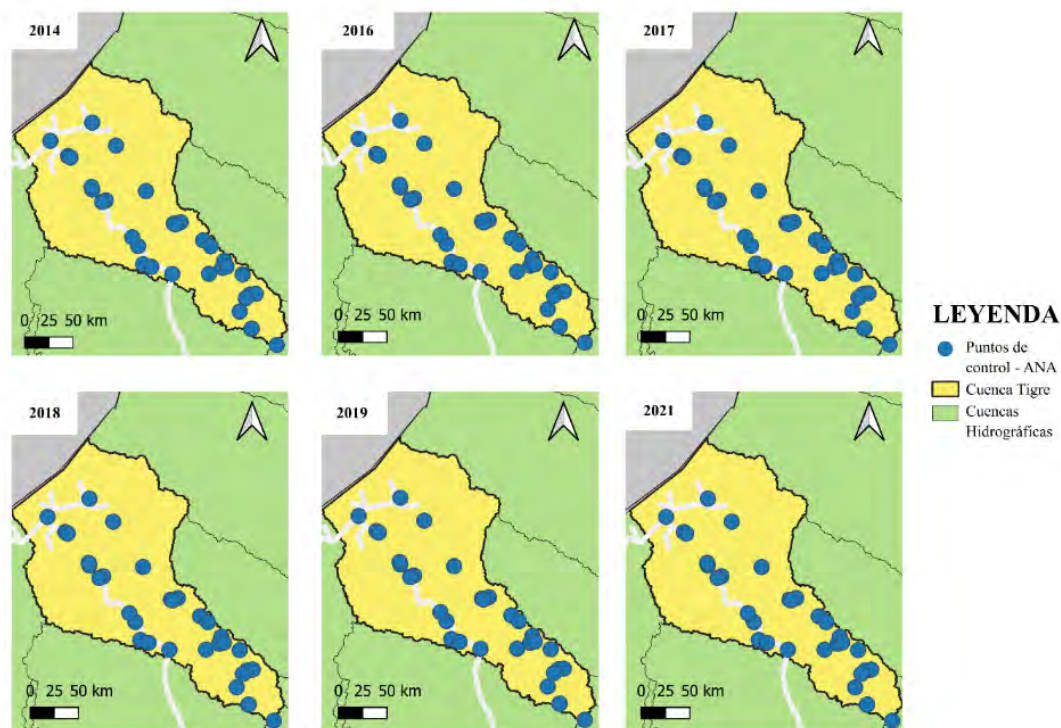 2014
2016
2017
0 25 50 km
0 25 50 km
0 25 50 km
2018
2019
2021
0 25 50 km
0 25 50 km
0 25 50 km
LEYENDA
Puntos de
control - ANA
Cuenca Tigre
Cuencas
Hidrográficas